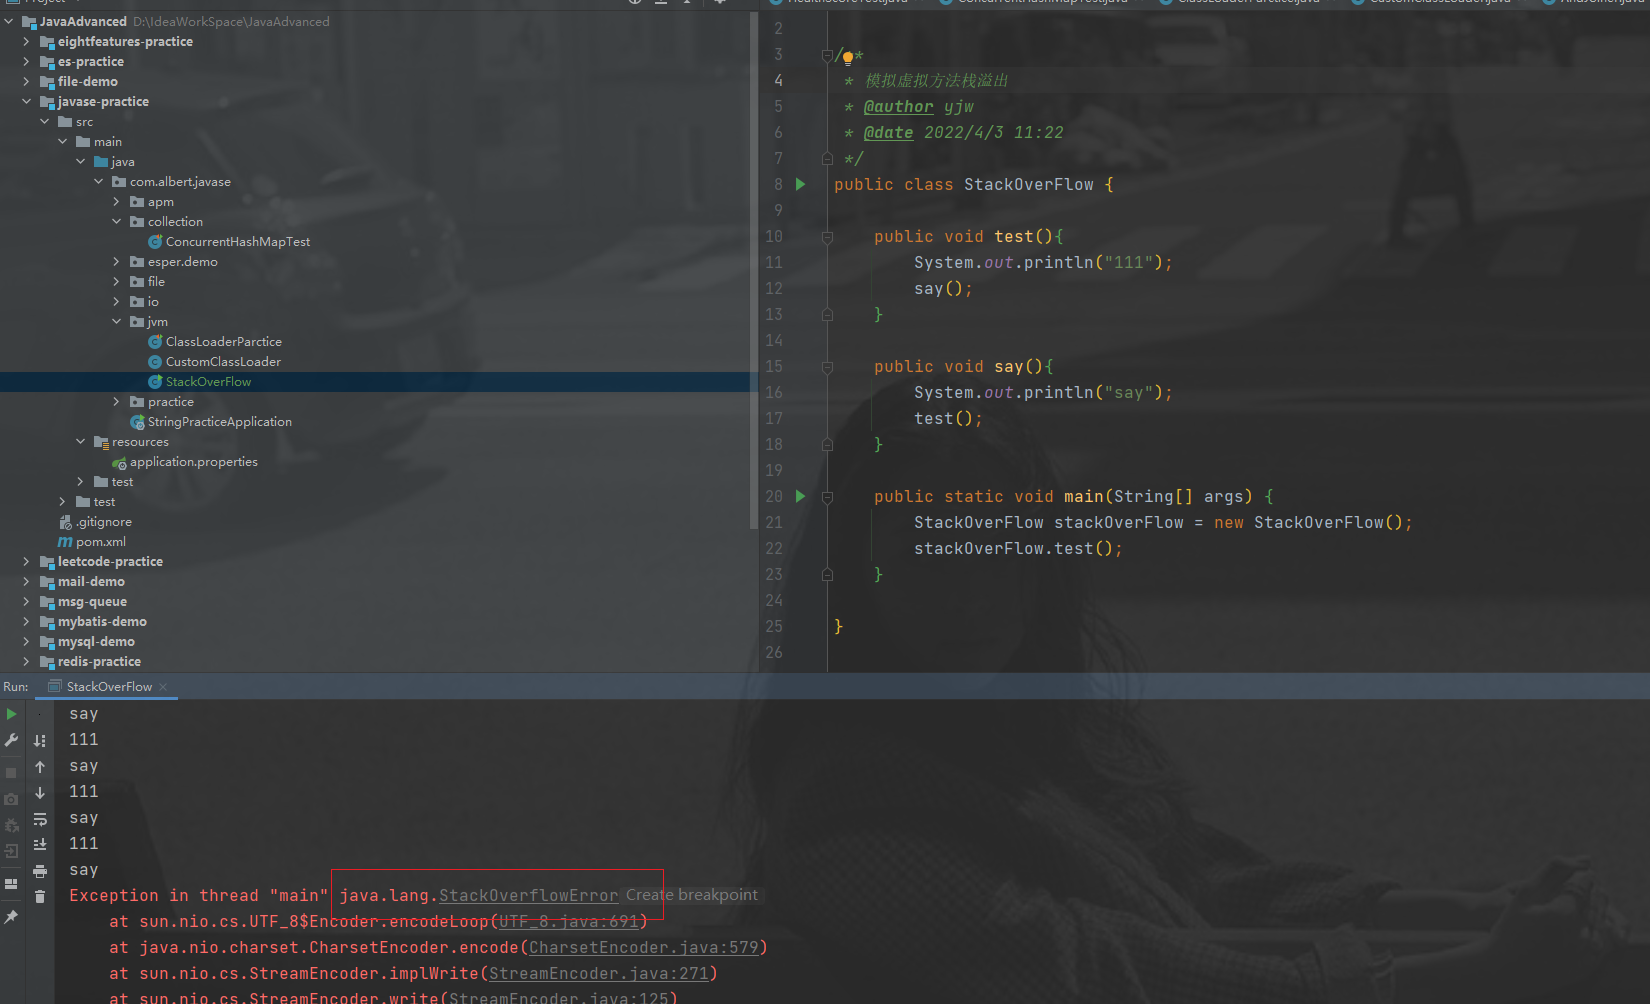 Project
HealthScoreTest.java ConcurrentHashMapTest.java ClassLoaderParctice.java CustomClassLoader.java
JavaAdvanced D:\IdeaWorkSpace\JavaAdvanced
eightfeatures-practice
es-practice
file-demo
javase-practice
src
main
java
com.albert.javase
apm
collection
ConcurrentHashMapTest
esper.demo
file
io
jvm
ClassLoaderParctice
CustomClassLoader
StackOverFlow
practice
StringPracticeApplication
resources
application.properties
test
test
.gitignore
pom.xml
leetcode-practice
mail-demo
msg-queue
mybatis-demo
mysql-demo
redis-practice
2
3 /**
4 * 模拟虚拟方法栈溢出
5 * @author yjw
6 * @date 2022/4/3 11:22
7 */
8 public class StackOverFlow {
9
10 public void test(){
11 System.out.println("111");
12 say();
13 }
14
15 public void say(){
16 System.out.println("say");
17 test();
18 }
19
20 public static void main(String[] args) {
21 StackOverFlow stackOverFlow = new StackOverFlow();
22 stackOverFlow.test();
23 }
24
25 }
26
Run: StackOverFlow
say
111
say
111
say
111
say
Exception in thread "main" java.lang.StackOverflowError Create breakpoint
at sun.nio.cs.UTF_8$Encoder.encodeLoop(UTF_8.java:691)
at java.nio.charset.CharsetEncoder.encode(CharsetEncoder.java:579)
at sun.nio.cs.StreamEncoder.implWrite(StreamEncoder.java:271)
at sun.nio.cs.StreamEncoder.write(StreamEncoder.java:125)